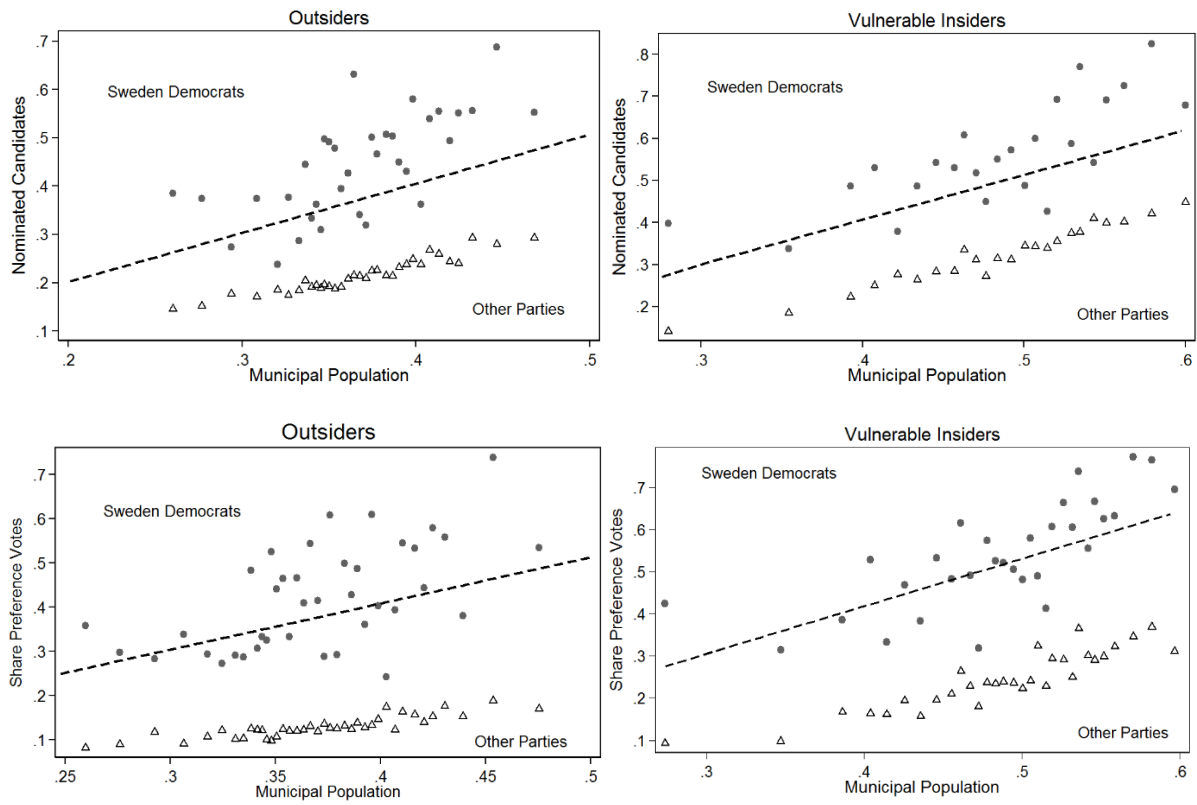 Outsiders
Nominated Candidates
.7
.6
.5
.4
.3
.2
.1
Sweden Democrats
Other Parties
.2 .3 .4 .5
Municipal Population
Vulnerable Insiders
Nominated Candidates
.8
.7
.6
.5
.4
.3
.2
Sweden Democrats
Other Parties
.3 .4 .5 .6
Municipal Population
Outsiders
Share Preference Votes
.7
.6
.5
.4
.3
.2
.1
Sweden Democrats
Other Parties
.25 .3 .35 .4 .45 .5
Municipal Population
Vulnerable Insiders
Share Preference Votes
.7
.6
.5
.4
.3
.2
.1
Sweden Democrats
Other Parties
.3 .4 .5 .6
Municipal Population